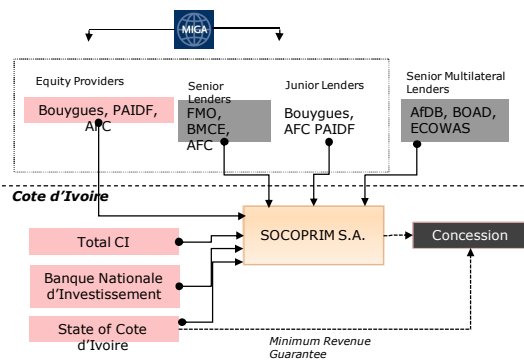 MIGA
Equity Providers
Bouygues, PAIDF,
AFC
Senior
Lenders
FMO,
BMCE,
AFC
Junior Lenders
Bouygues,
AFC PAIDF
Senior Multilateral
Lenders
AfDB, BOAD,
ECOWAS
Cote d'Ivoire
Total CI
SOCOPRIM S.A.
Concession
Banque Nationale
d'Investissement
State of Cote
d'Ivoire
Minimum Revenue
Guarantee